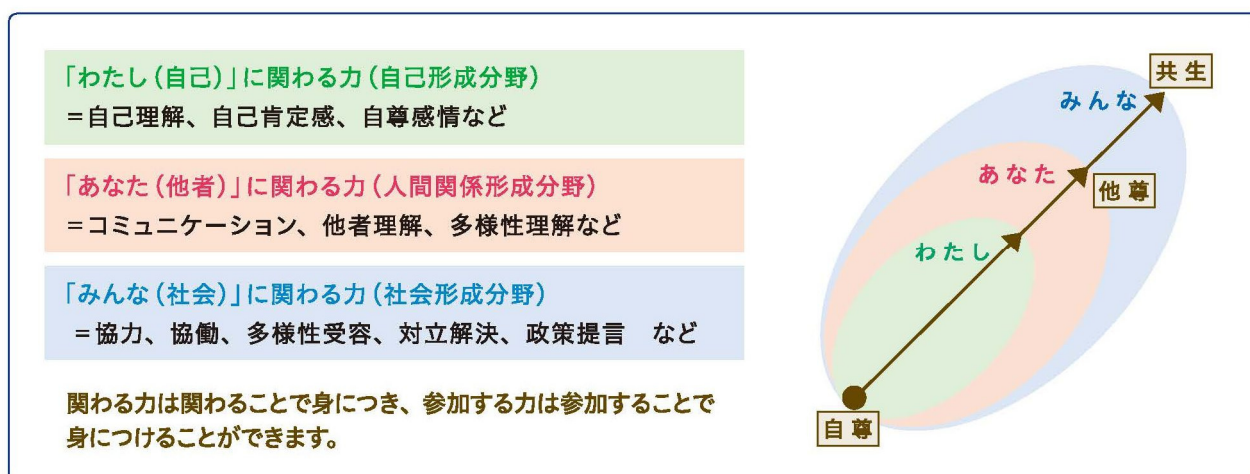 「わたし(自己)」に関わる力(自己形成分野)
=自己理解、自己肯定感、自尊感情など
「あなた(他者)」に関わる力(人間関係形成分野)
=コミュニケーション、他者理解、多様性理解など
「みんな(社会)」に関わる力(社会形成分野)
=協力、協働、多様性受容、対立解決、政策提言　など
関わる力は関わることで身につき、参加する力は参加することで
身につけることができます。
共生
みんな
あなた
他尊
わたし
自尊